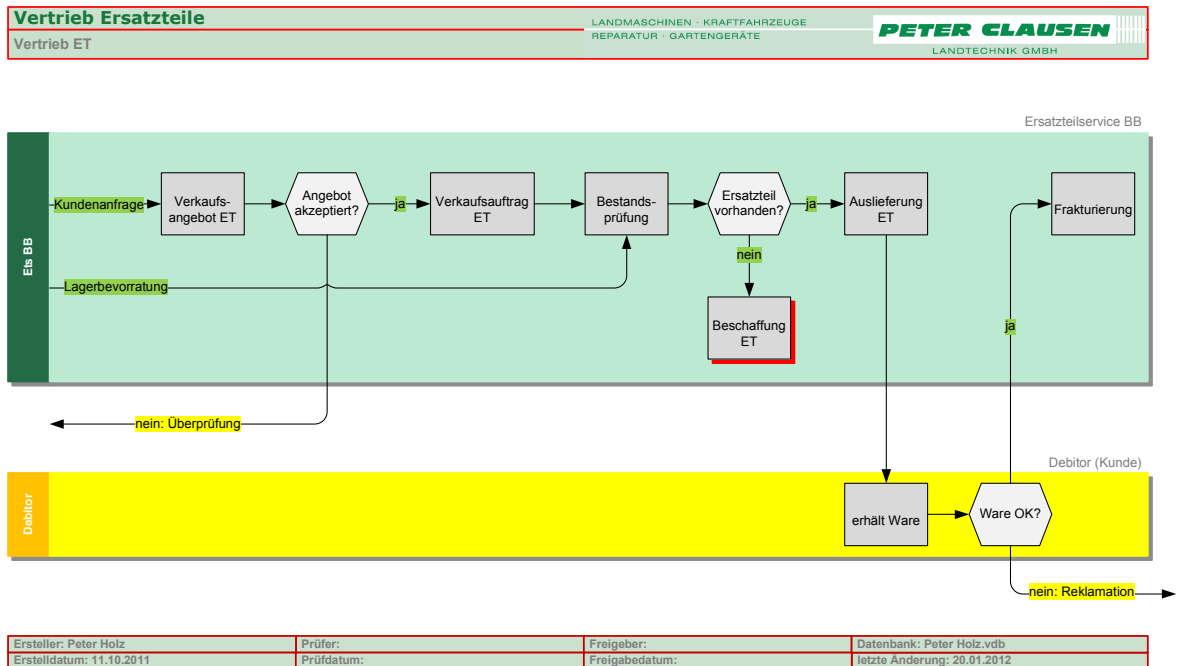 Vertrieb Ersatzteile
Vertrieb ET
LANDMASCHINEN · KRAFTFAHRZEUGE
REPARATUR · GARTENGERÄTE
PETER CLAUSEN
LANDTECHNIK GMBH
Ersatzteilservice BB
Ets BB
Kundenanfrage
Verkaufs-
angebot ET
Angebot
akzeptiert?
ja
Verkaufsauftrag
ET
Bestands-
prüfung
Ersatzteil
vorhanden?
ja
Auslieferung
ET
Frakturierung
nein
Lagerbevorratung
Beschaffung
ET
ja
nein: Überprüfung
Debitor (Kunde)
Debitor
erhält Ware
Ware OK?
nein: Reklamation
Ersteller: Peter Holz
Prüfer:
Freigeber:
Datenbank: Peter Holz.vdb
Erstelldatum: 11.10.2011
Prüfdatum:
Freigabedatum:
letzte Änderung: 20.01.2012